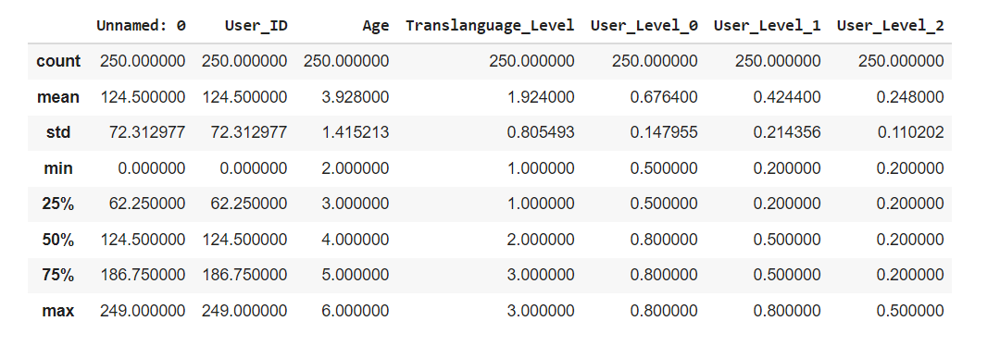 Unnamed: 0 User_ID Age Translanguage_Level User_Level_0 User_Level_1 User_Level_2
count 250.000000 250.000000 250.000000 250.000000 250.000000 250.000000 250.000000
mean 124.500000 124.500000 3.928000 1.924000 0.676400 0.424400 0.248000
std 72.312977 72.312977 1.415213 0.805493 0.147955 0.214356 0.110202
min 0.000000 0.000000 2.000000 1.000000 0.500000 0.200000 0.200000
25% 62.250000 62.250000 3.000000 1.000000 0.500000 0.200000 0.200000
50% 124.500000 124.500000 4.000000 2.000000 0.800000 0.500000 0.200000
75% 186.750000 186.750000 5.000000 3.000000 0.800000 0.500000 0.200000
max 249.000000 249.000000 6.000000 3.000000 0.800000 0.800000 0.500000